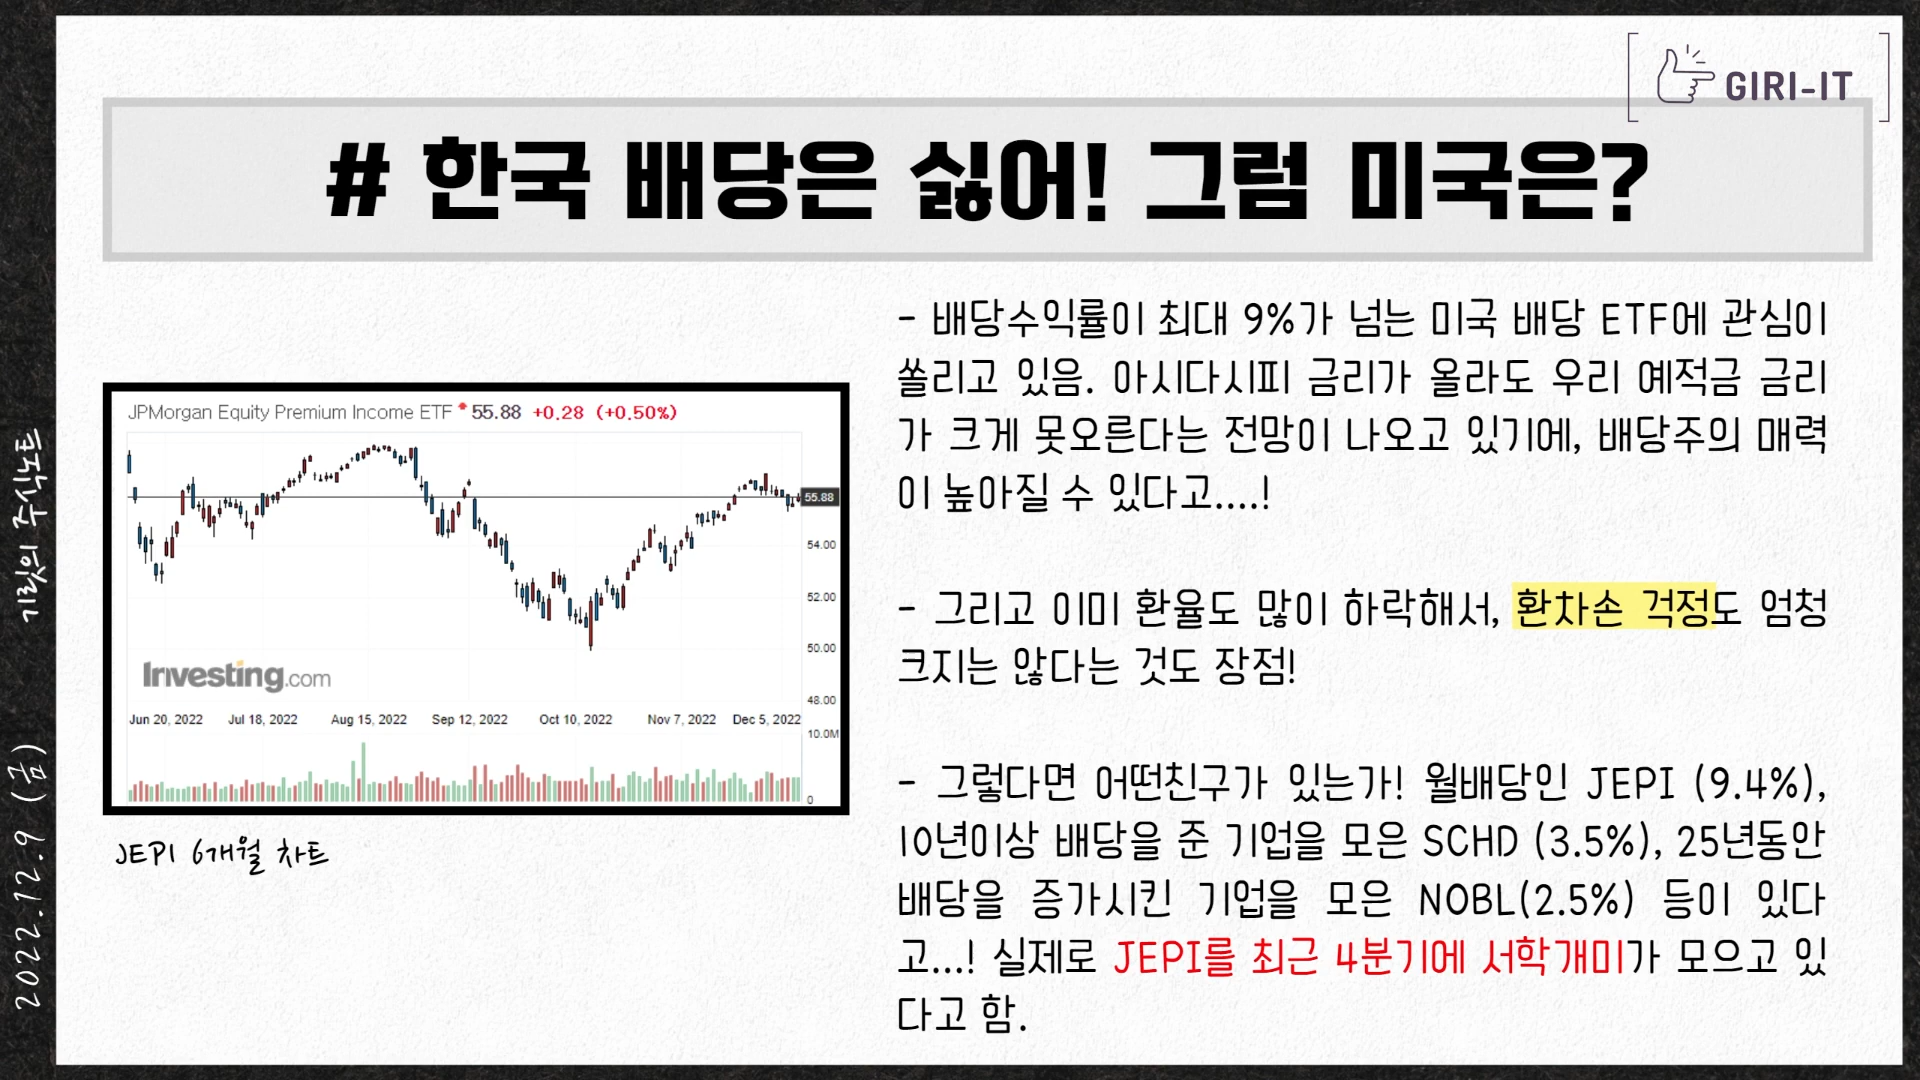 GIRI-IT
# 한국 배당은 싫어! 그럼 미국은?
JPMorgan Equity Premium Income ETF 55.88 +0.28 (+0.50%)
55.88
54.00
52.00
50.00
48.00
Investing.com
Jun 20, 2022 Jul 18, 2022 Aug 15, 2022 Sep 12, 2022 Oct 10, 2022 Nov 7, 2022 Dec 5, 2022
10.0M
0
JEPI 6개월 차트
- 배당수익률이 최대 9%가 넘는 미국 배당 ETF에 관심이
쏠리고 있음. 아시다시피 금리가 올라도 우리 예적금 금리
가 크게 못오른다는 전망이 나오고 있기에, 배당주의 매력
이 높아질 수 있다고....!
- 그리고 이미 환율도 많이 하락해서, 환차손 걱정도 엄청
크지는 않다는 것도 장점!
- 그렇다면 어떤친구가 있는가! 월배당인 JEPI (9.4%),
10년이상 배당을 준 기업을 모은 SCHD (3.5%), 25년동안
배당을 증가시킨 기업을 모은 NOBL(2.5%) 등이 있다
고...! 실제로 JEPI를 최근 4분기에 서학개미가 모으고 있
다고 함.
2022.12.9 (금) 기릿의 주식노트